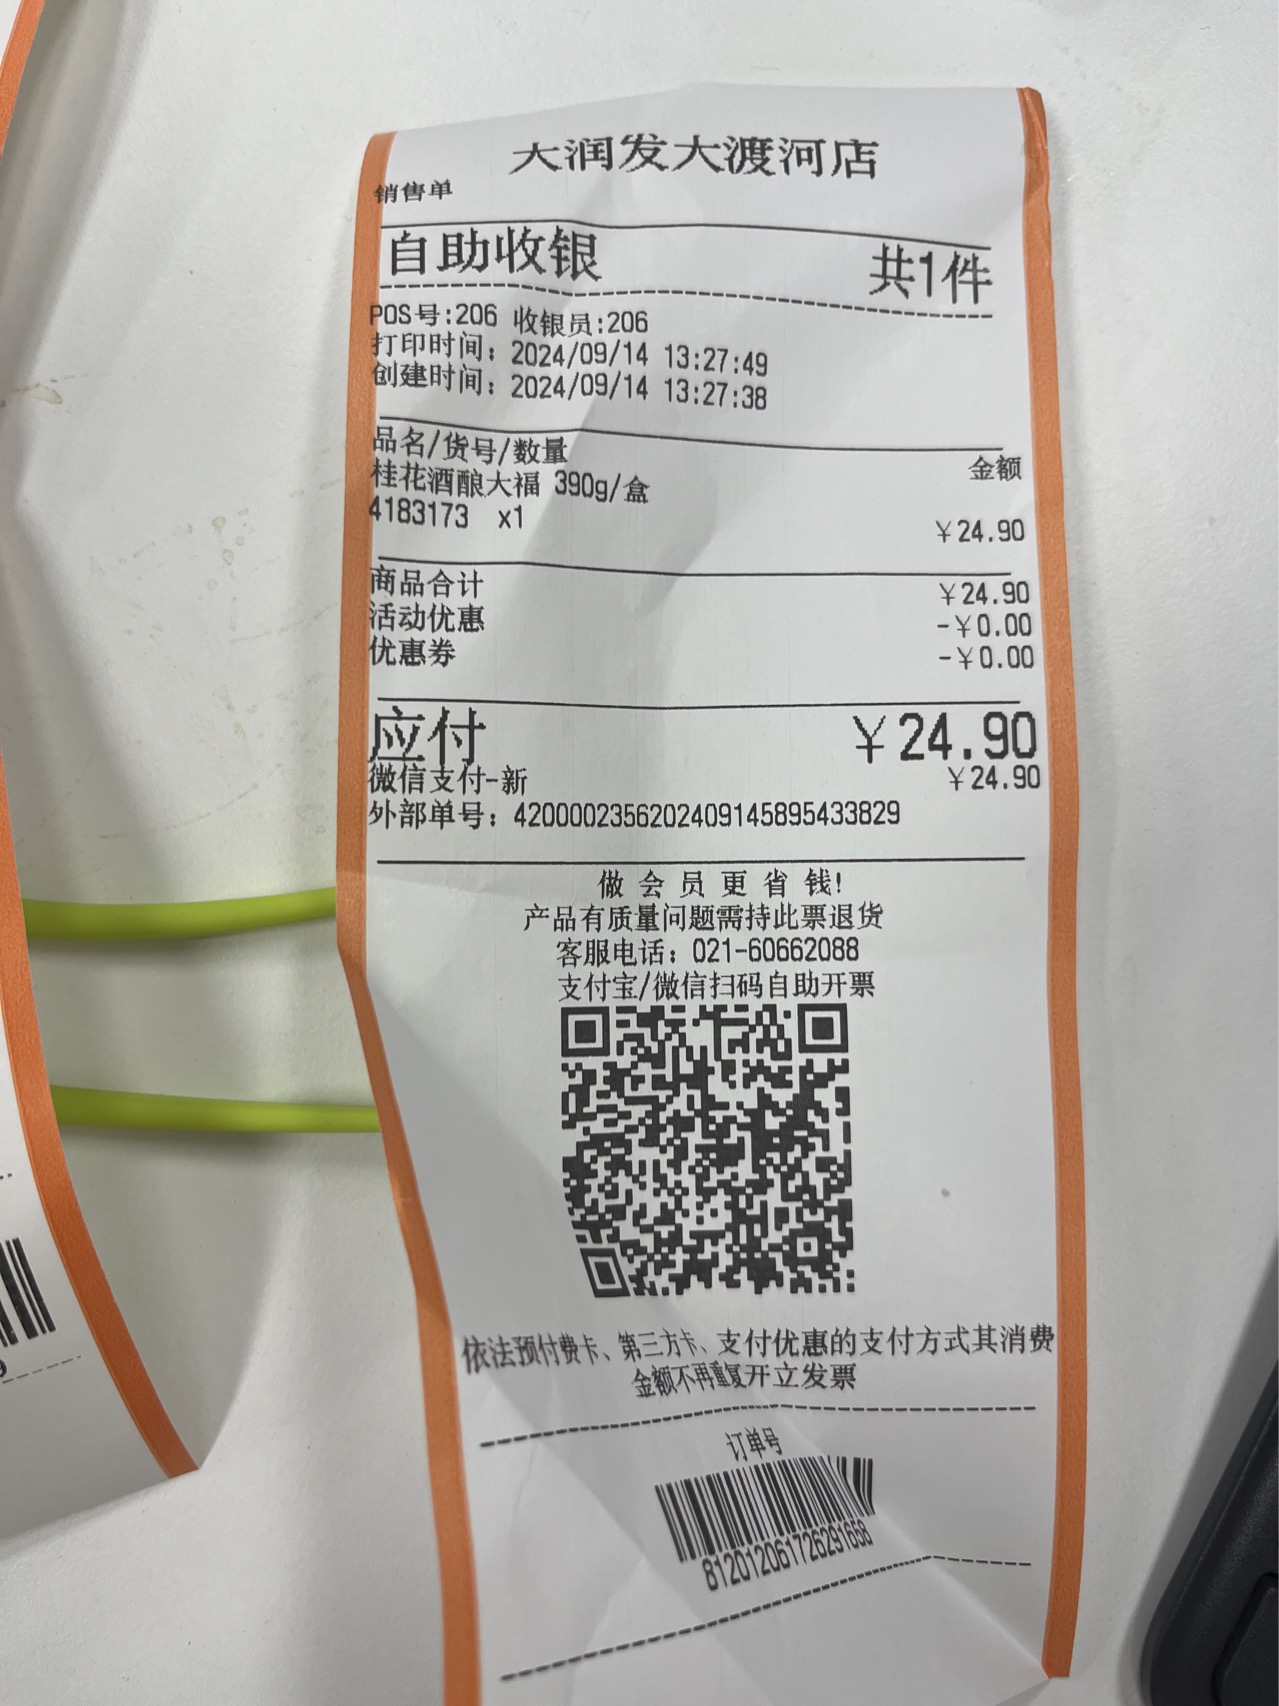 大润发大渡河店
销售单
自助收银 共1件
POS号:206 收银员:206
打印时间: 2024/09/14 13:27:49
创建时间: 2024/09/14 13:27:38
品名/货号/数量 金额
桂花酒酿大福 390g/盒
4183173 x1 ¥24.90
商品合计 ¥24.90
活动优惠 -¥0.00
优惠券 -¥0.00
应付 ¥24.90
微信支付-新 ¥24.90
外部单号: 4200002356202409145895433829
做会员更省钱!
产品有质量问题需持此票退货
客服电话: 021-60662088
支付宝/微信扫码自助开票
依法预付费卡、第三方卡、支付优惠的支付方式其消费
金额不再重复开立发票
订单号
812012061726291658
9